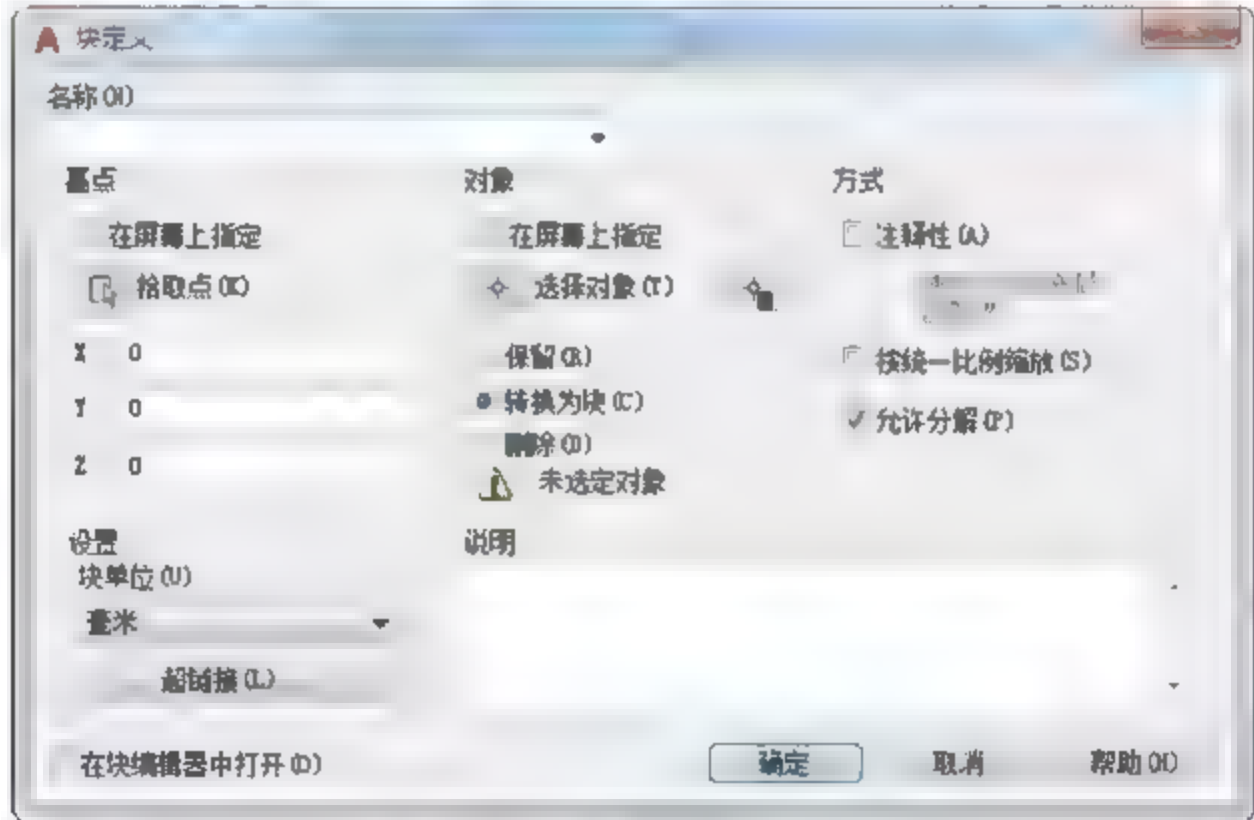 块定义
名称(N)
基点
在屏幕上指定
拾取点(K)
X 0
Y 0
Z 0
对象
在屏幕上指定
选择对象(T)
保留(R)
转换为块(C)
删除(D)
未选定对象
方式
注释性(A)
按统一比例缩放(S)
允许分解(P)
设置
块单位(U)
毫米
超链接(L)
说明
在块编辑器中打开(O)
确定
取消
帮助(H)